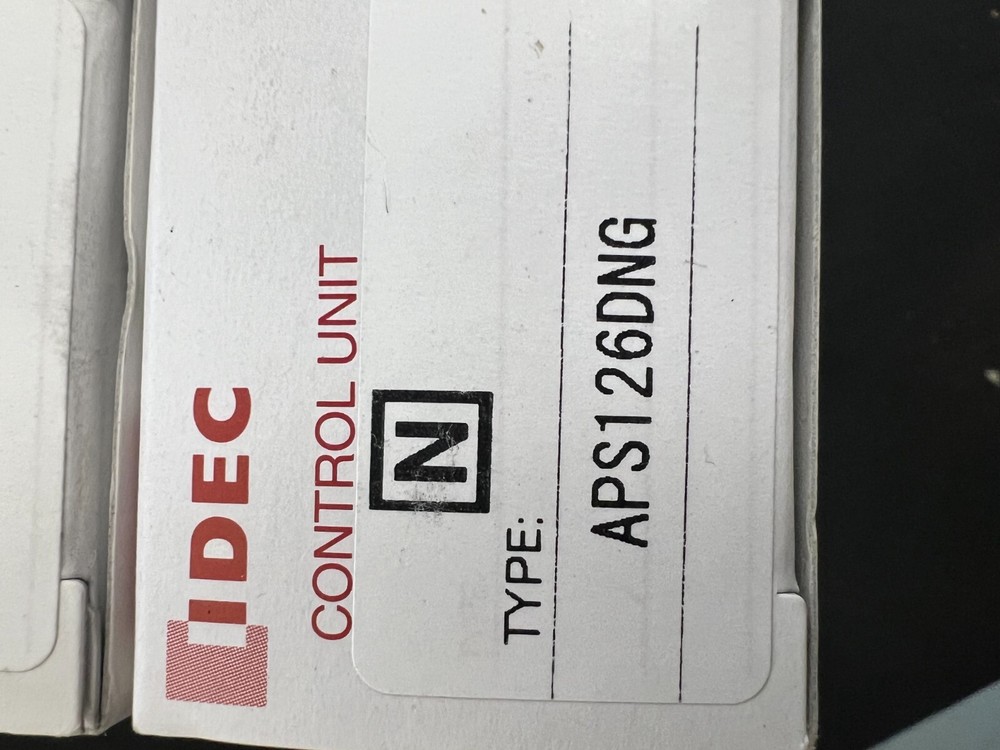 IDEC
CONTROL UNIT
N
TYPE:
APS126DNG